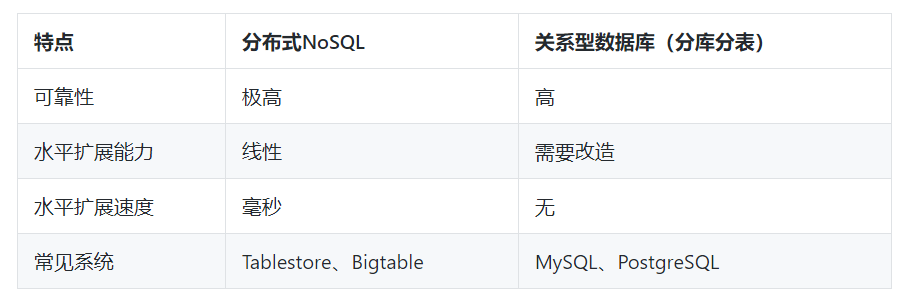 特点 分布式NoSQL 关系型数据库（分库分表）
可靠性 极高 高
水平扩展能力 线性 需要改造
水平扩展速度 毫秒 无
常见系统 Tablestore、Bigtable MySQL、PostgreSQL